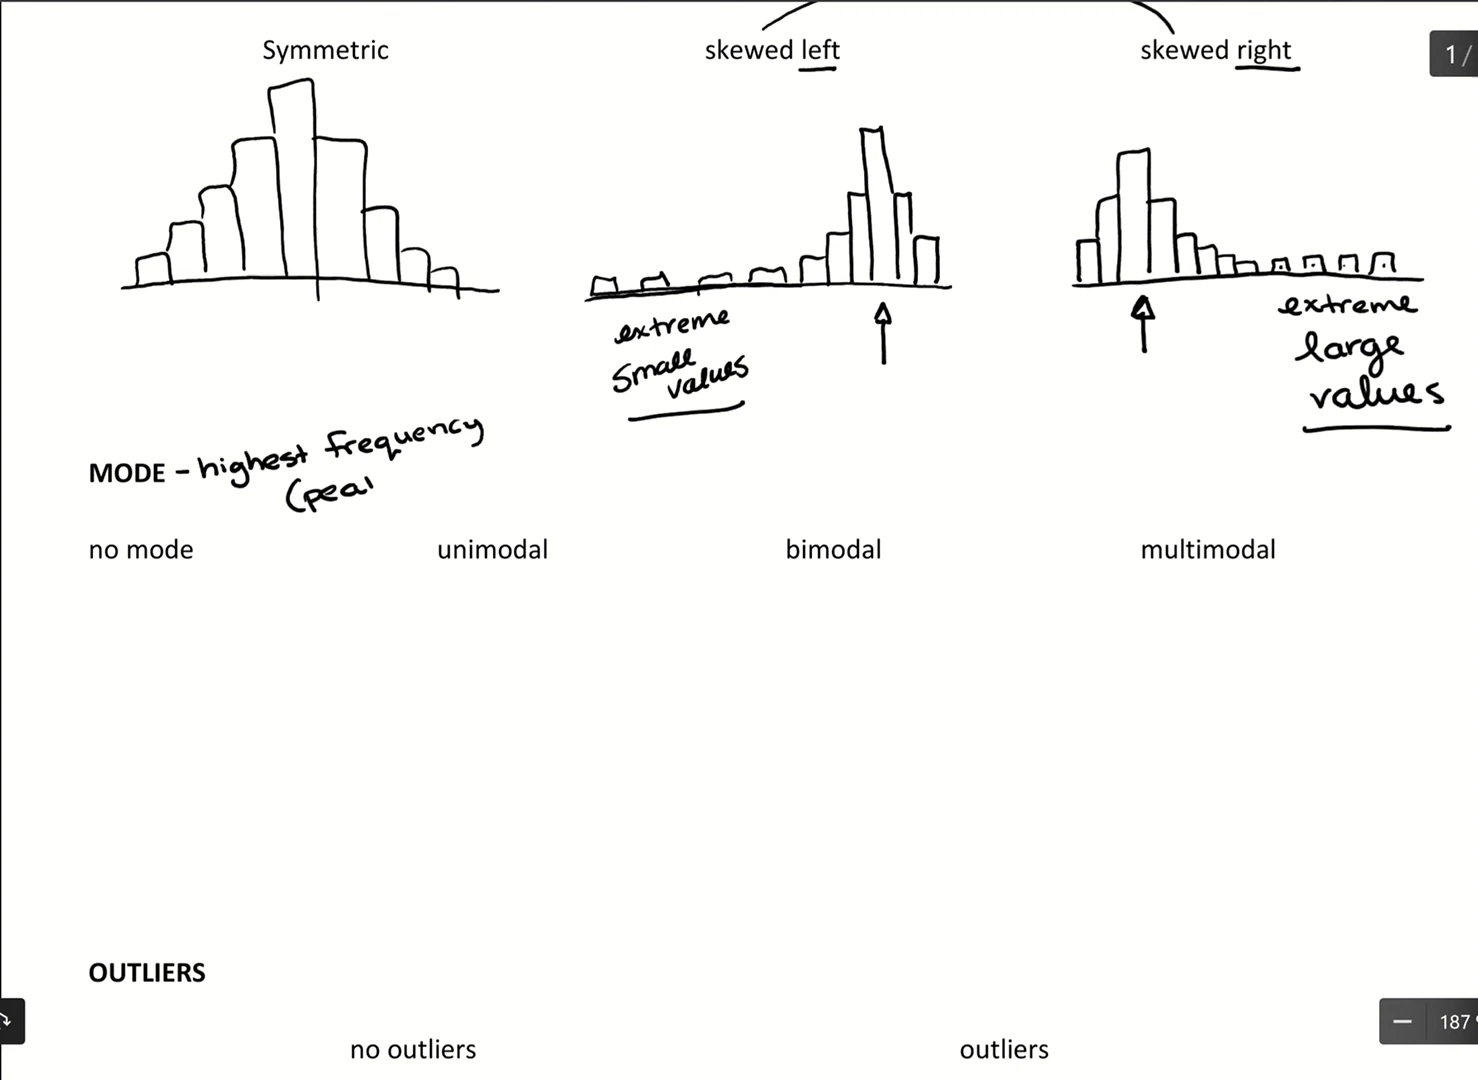 Symmetric
skewed left
skewed right
1 /
extreme
small
values
extreme
large
values
MODE – highest frequency
(pea
no mode
unimodal
bimodal
multimodal
OUTLIERS
187
no outliers
outliers